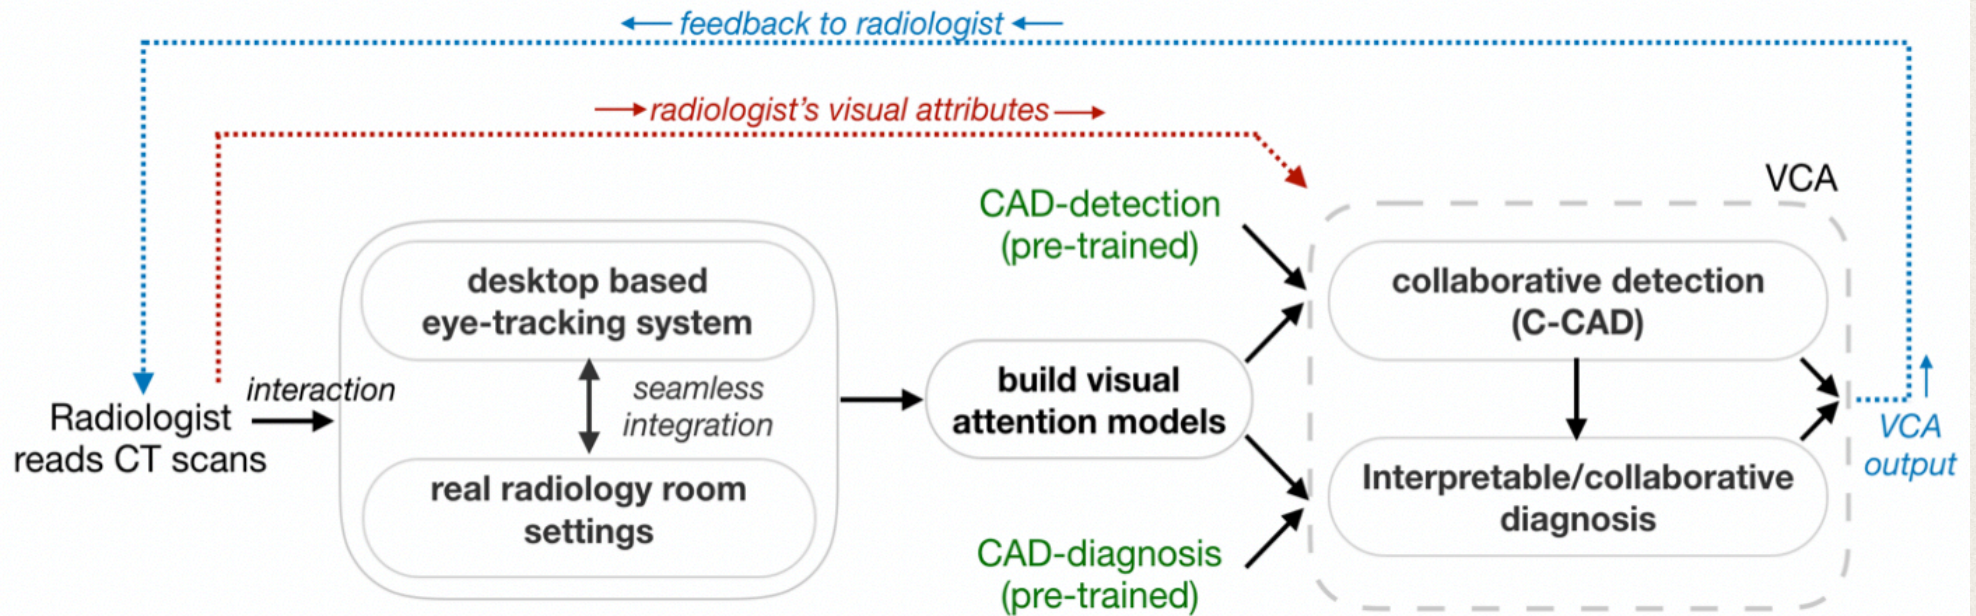 feedback to radiologist
radiologist's visual attributes
VCA
CAD-detection
(pre-trained)
desktop based
eye-tracking system
collaborative detection
(C-CAD)
interaction
seamless
integration
build visual
attention models
Radiologist
reads CT scans
VCA
output
real radiology room
settings
Interpretable/collaborative
diagnosis
CAD-diagnosis
(pre-trained)